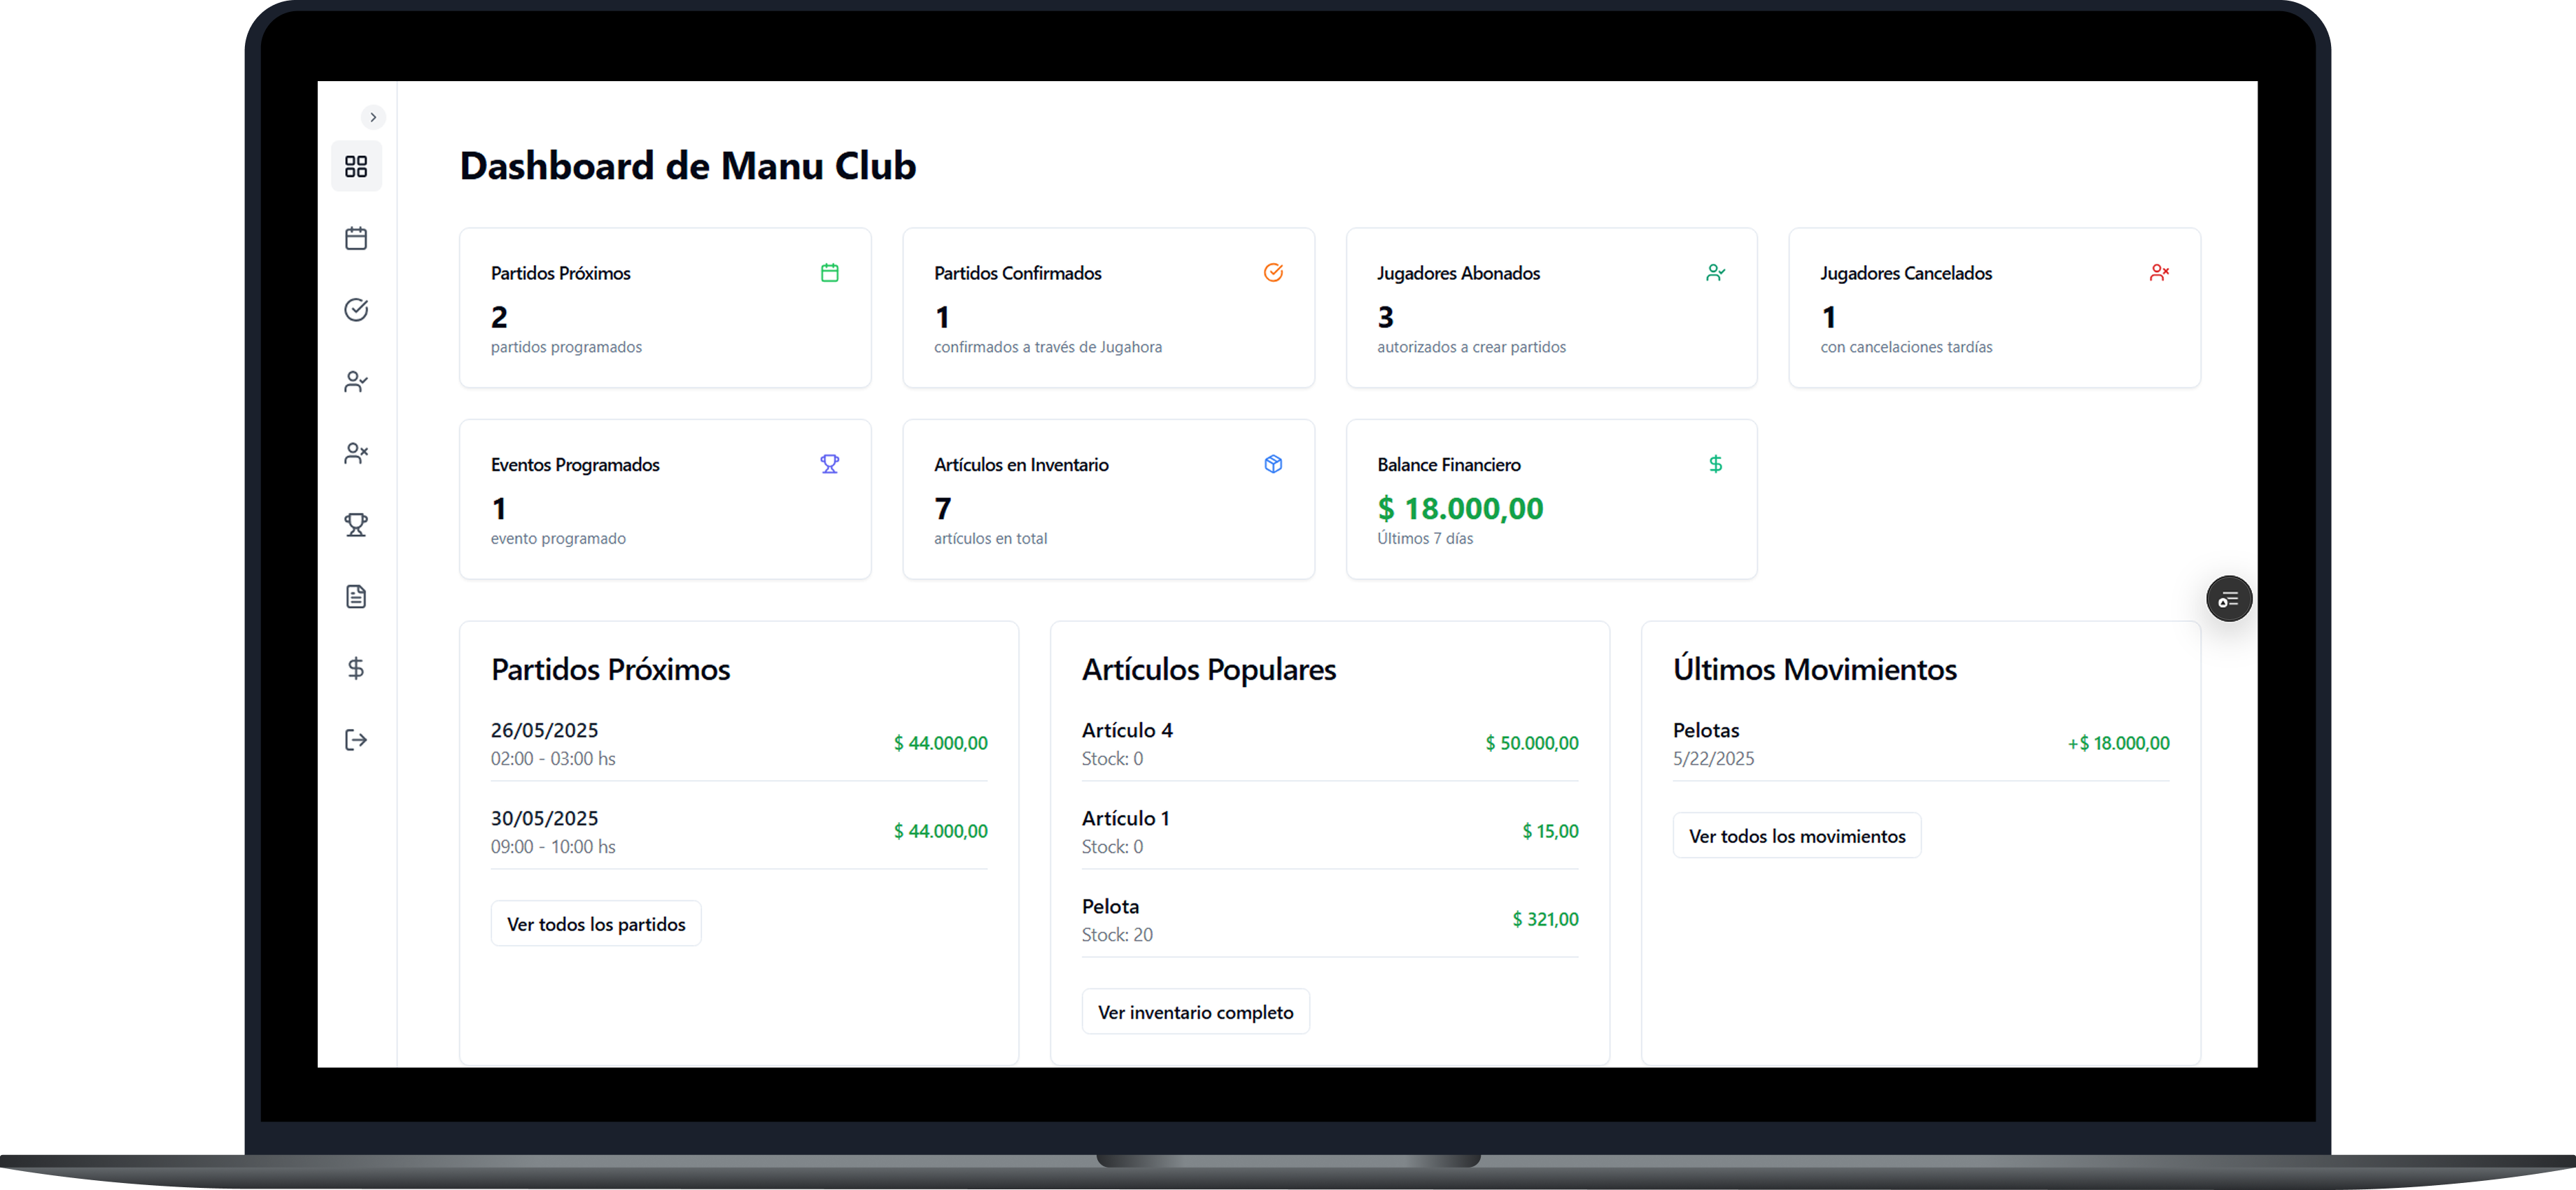 Dashboard de Manu Club
Partidos Próximos
2
partidos programados
Partidos Confirmados
1
confirmados a través de Jugahora
Jugadores Abonados
3
autorizados a crear partidos
Jugadores Cancelados
1
con cancelaciones tardías
Eventos Programados
1
evento programado
Artículos en Inventario
7
artículos en total
Balance Financiero
$ 18.000,00
Últimos 7 días
Partidos Próximos
26/05/2025
02:00 - 03:00 hs
$ 44.000,00
30/05/2025
09:00 - 10:00 hs
$ 44.000,00
Ver todos los partidos
Artículos Populares
Artículo 4
Stock: 0
$ 50.000,00
Artículo 1
Stock: 0
$ 15,00
Pelota
Stock: 20
$ 321,00
Ver inventario completo
Últimos Movimientos
Pelotas
5/22/2025
+$ 18.000,00
Ver todos los movimientos